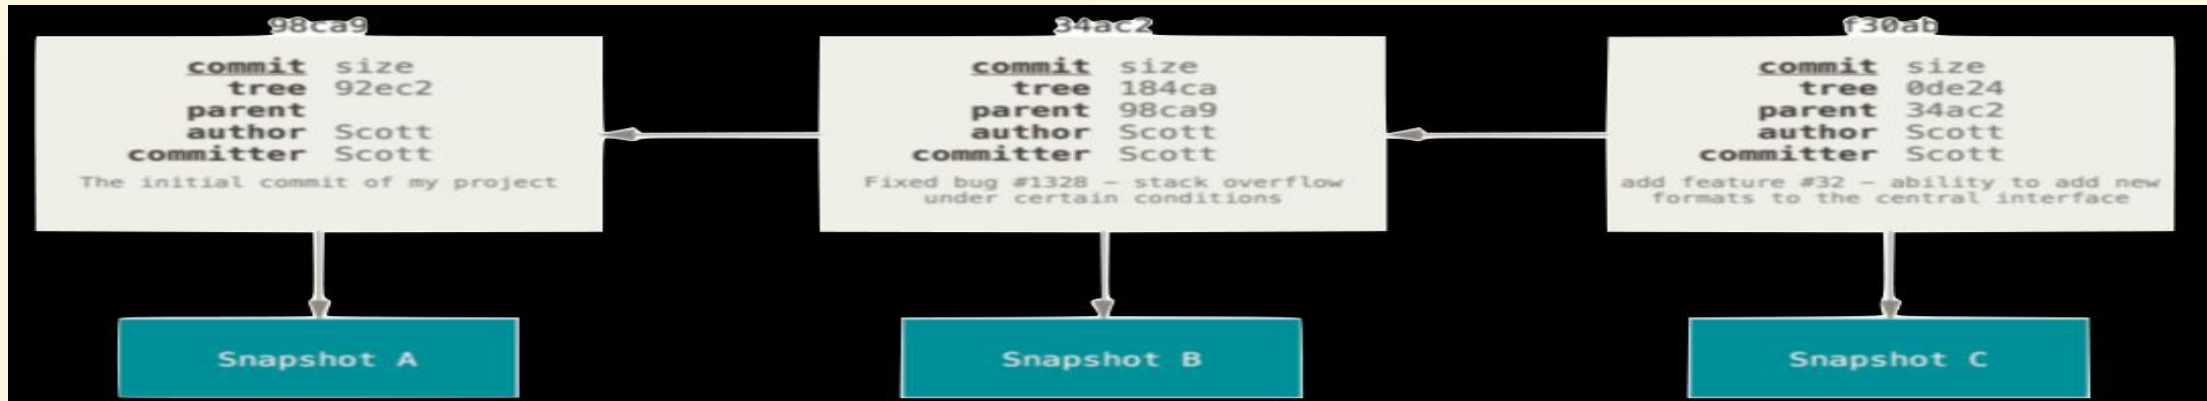 98ca9
commit size
tree 92ec2
parent
author Scott
committer Scott
The initial commit of my project
Snapshot A
34ac2
commit size
tree 184ca
parent 98ca9
author Scott
committer Scott
Fixed bug #1328 – stack overflow
under certain conditions
Snapshot B
f30ab
commit size
tree 0de24
parent 34ac2
author Scott
committer Scott
add feature #32 – ability to add new
formats to the central interface
Snapshot C